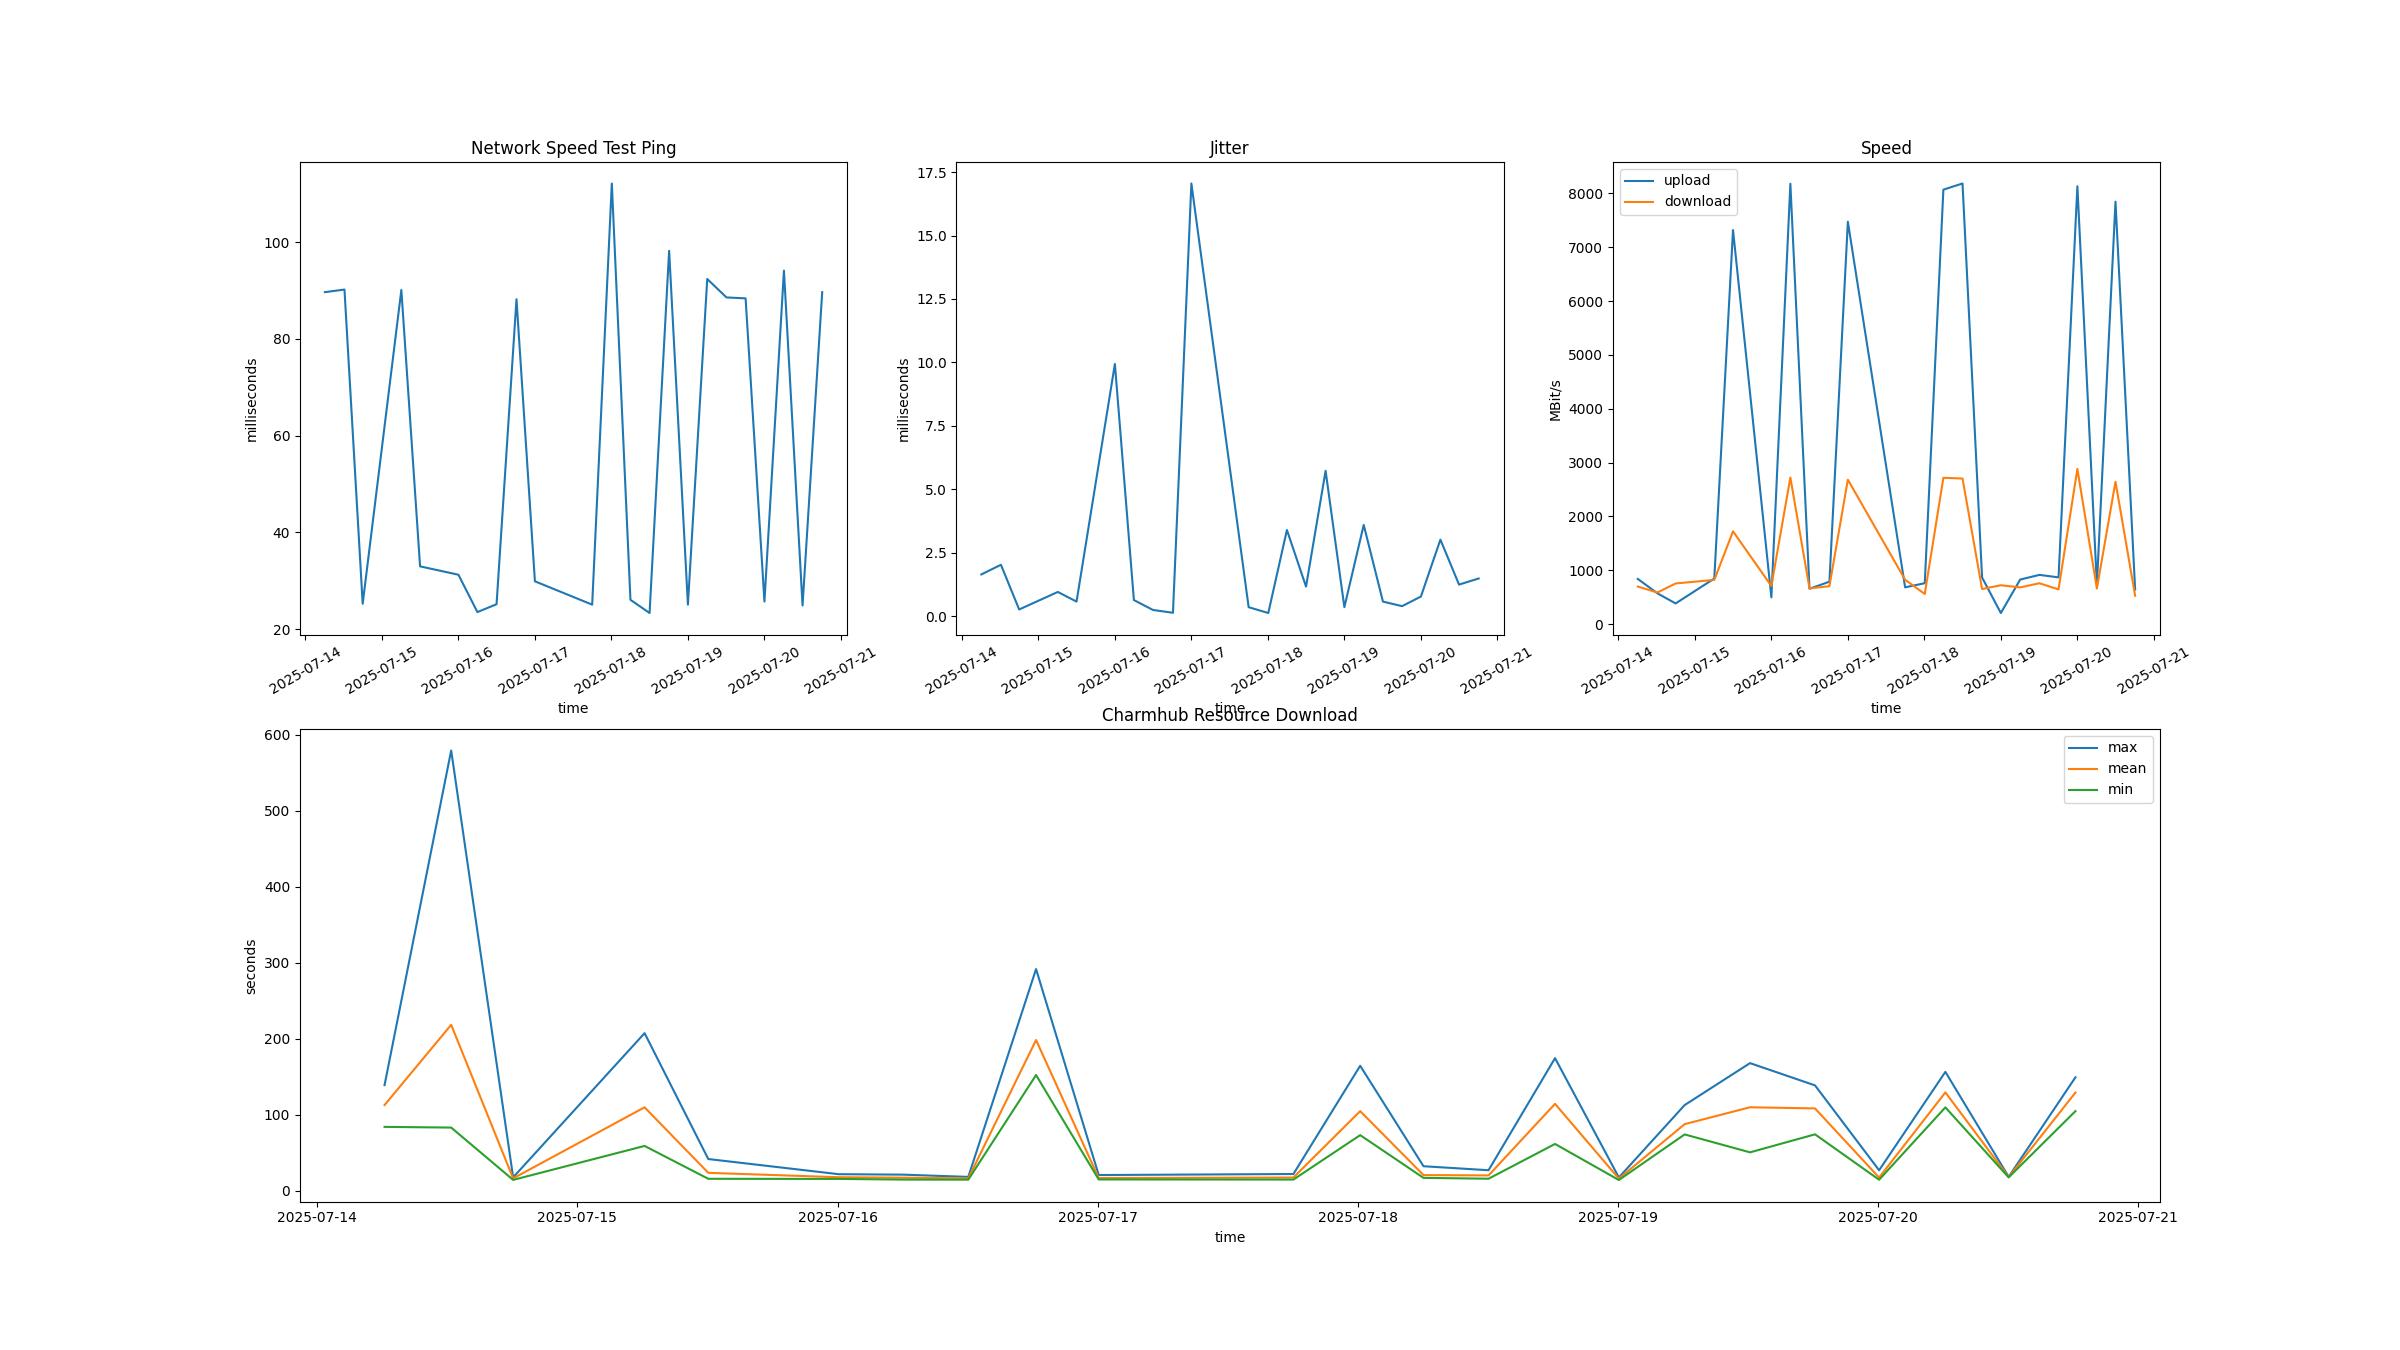 Network Speed Test Ping
milliseconds
100
80
60
40
20
2025-07-14 2025-07-15 2025-07-16 2025-07-17 2025-07-18 2025-07-19 2025-07-20 2025-07-21
time
Jitter
milliseconds
17.5
15.0
12.5
10.0
7.5
5.0
2.5
0.0
2025-07-14 2025-07-15 2025-07-16 2025-07-17 2025-07-18 2025-07-19 2025-07-20 2025-07-21
time
Speed
upload
download
MBit/s
8000
7000
6000
5000
4000
3000
2000
1000
0
2025-07-14 2025-07-15 2025-07-16 2025-07-17 2025-07-18 2025-07-19 2025-07-20 2025-07-21
time
Charmhub Resource Download
max
mean
min
seconds
600
500
400
300
200
100
0
2025-07-14 2025-07-15 2025-07-16 2025-07-17 2025-07-18 2025-07-19 2025-07-20 2025-07-21
time